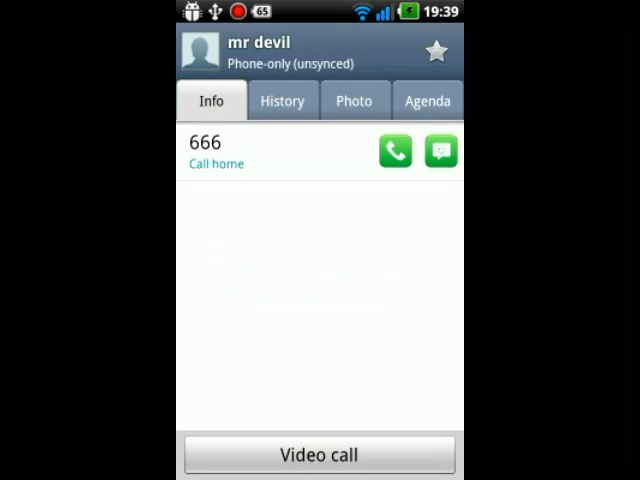 65
19:39
mr devil
Phone-only (unsynced)
Info
History
Photo
Agenda
666
Call home
Video call